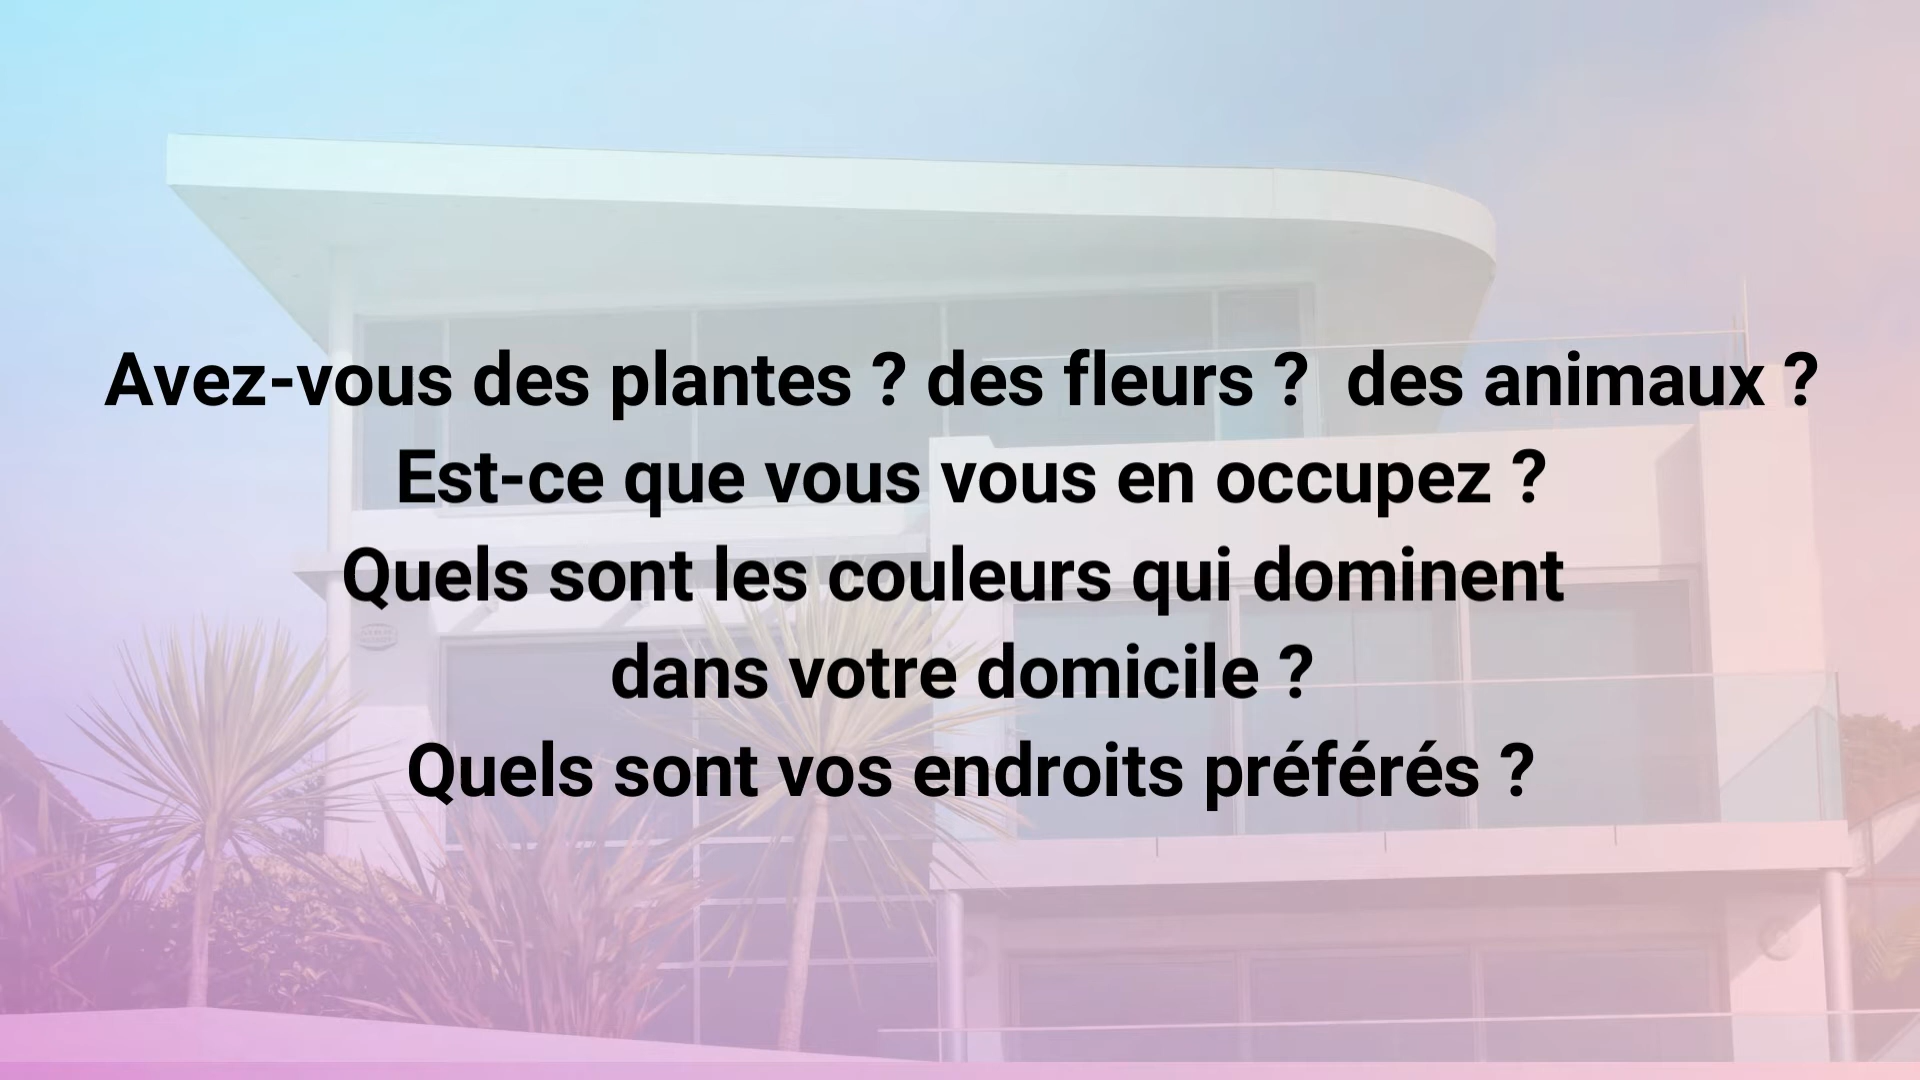 Avez-vous des plantes ? des fleurs ?  des animaux ?
Est-ce que vous vous en occupez ?
Quels sont les couleurs qui dominent
dans votre domicile ?
Quels sont vos endroits préférés ?